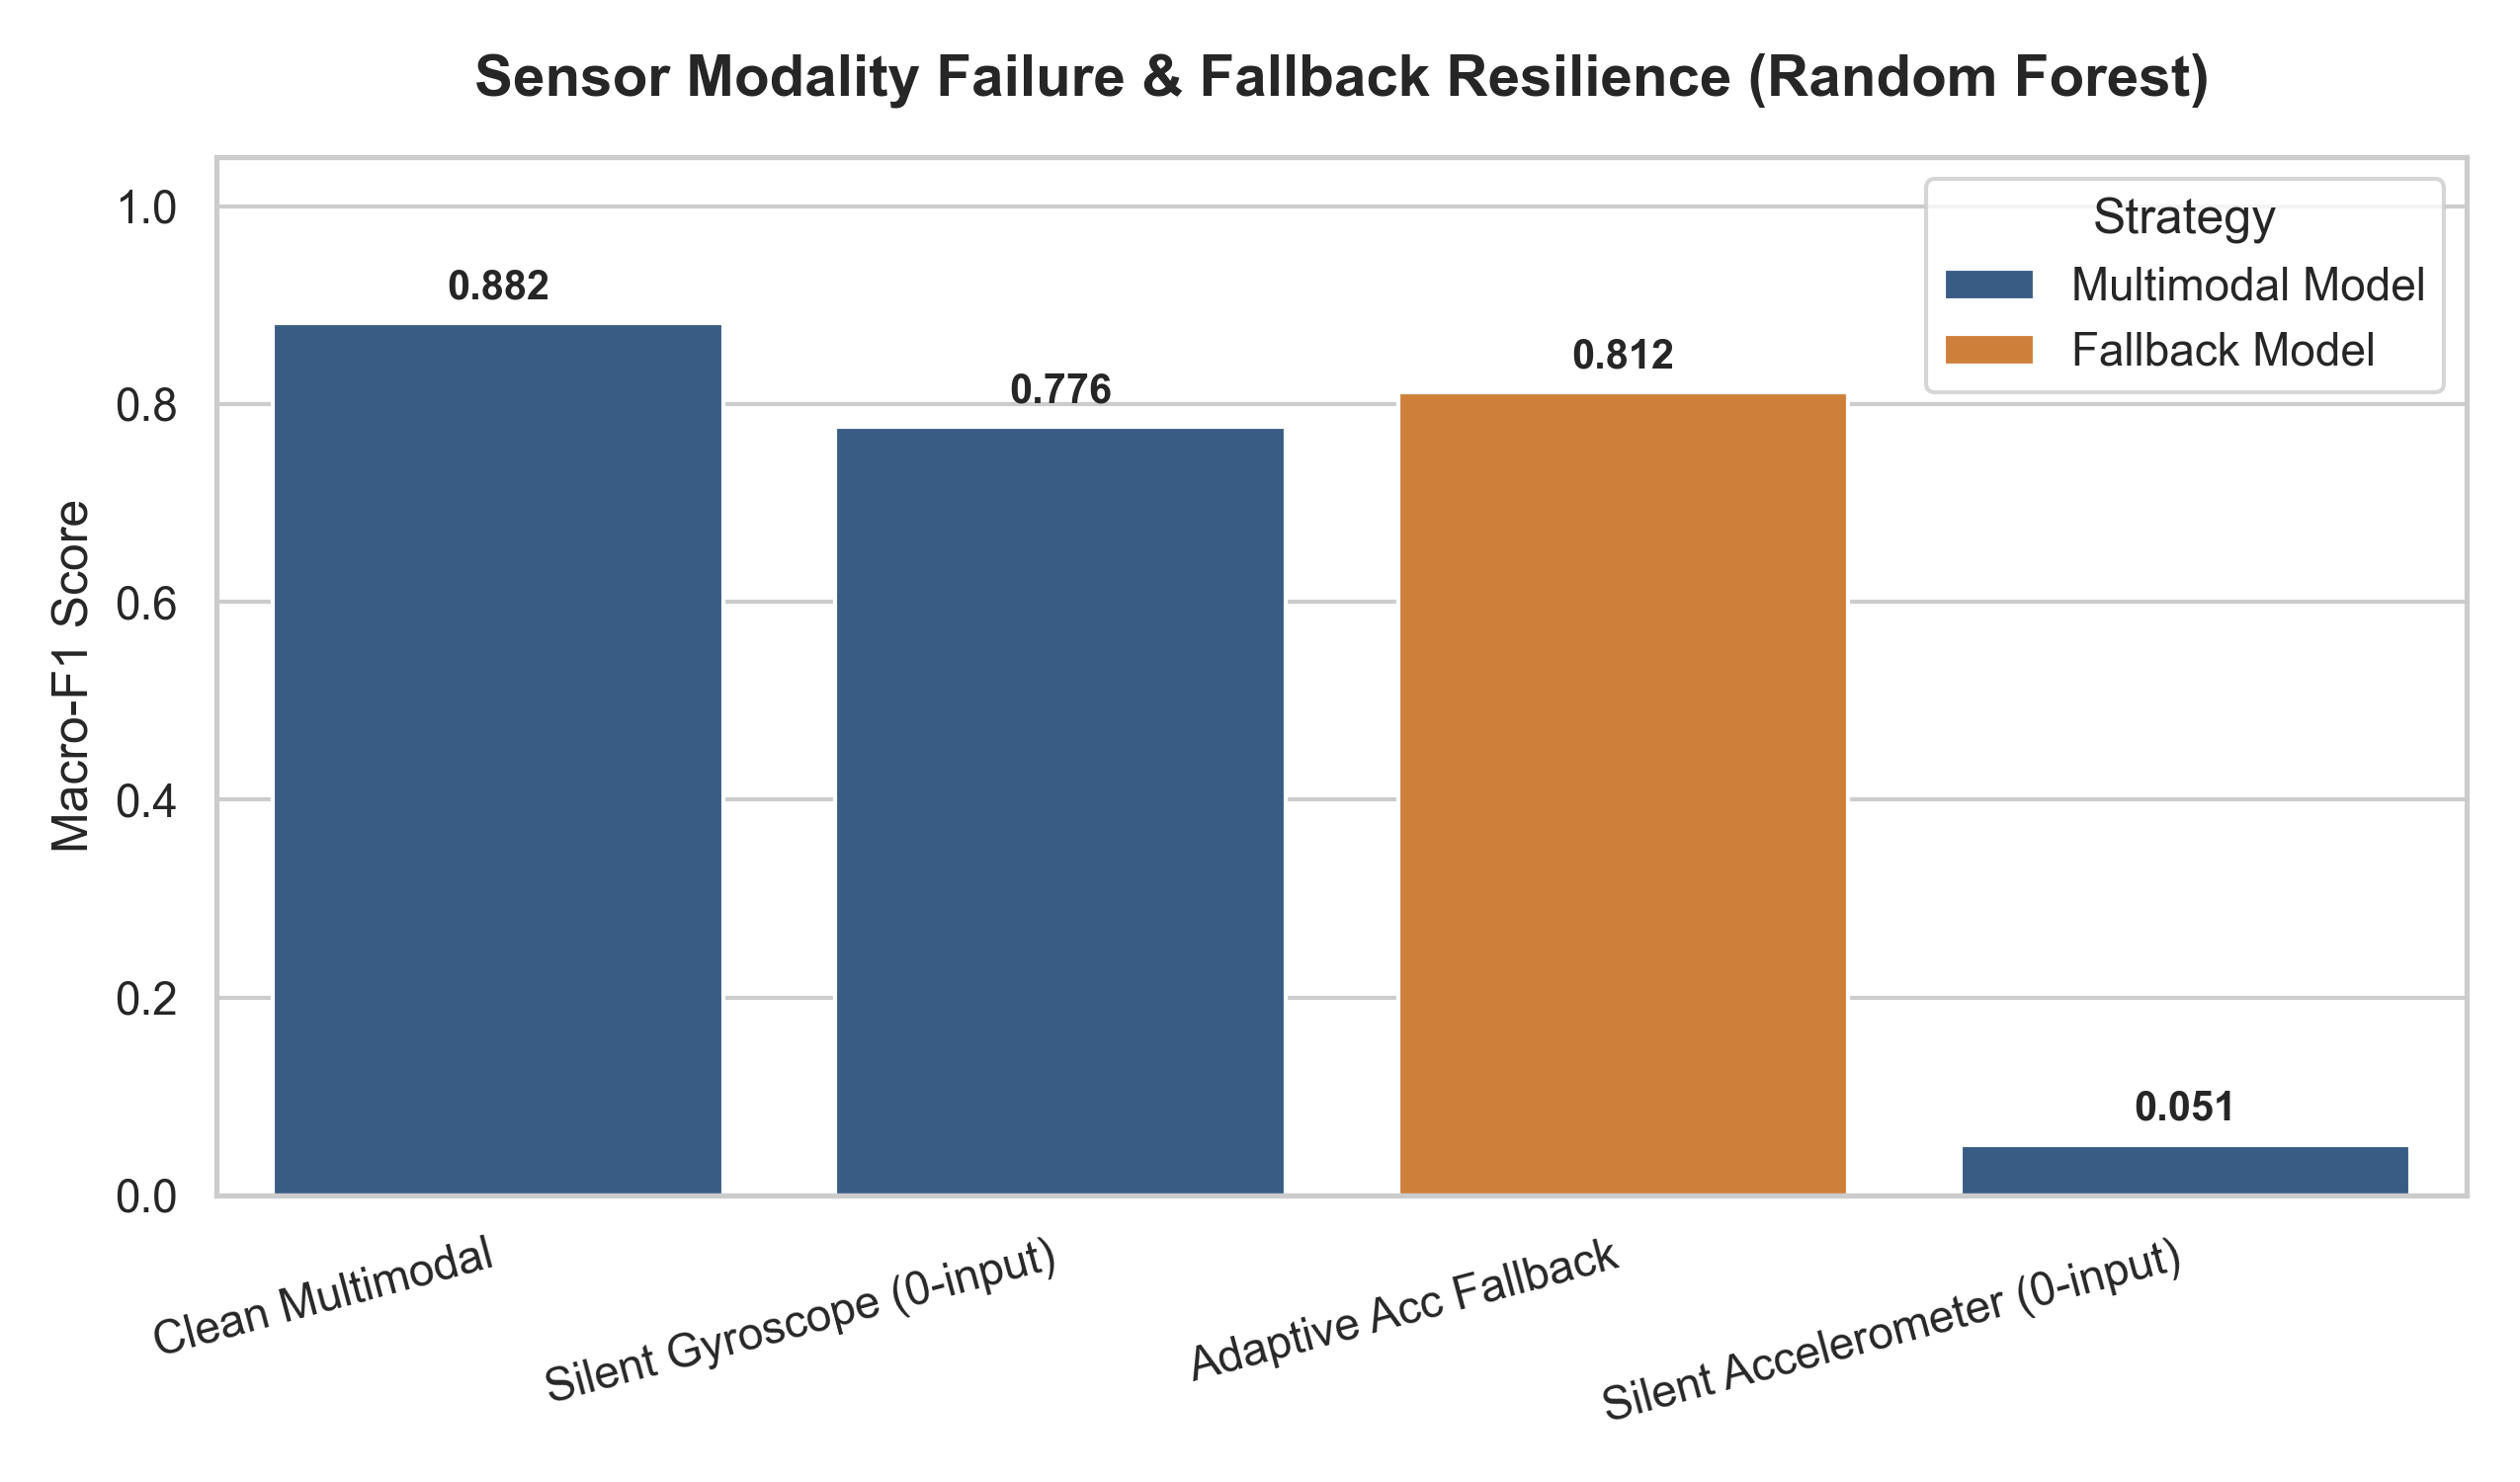 Sensor Modality Failure & Fallback Resilience (Random Forest)
Strategy
Multimodal Model
Fallback Model
Macro-F1 Score
1.0
0.8
0.6
0.4
0.2
0.0
0.882
0.776
0.812
0.051
Clean Multimodal
Silent Gyroscope (0-input)
Adaptive Acc Fallback
Silent Accelerometer (0-input)